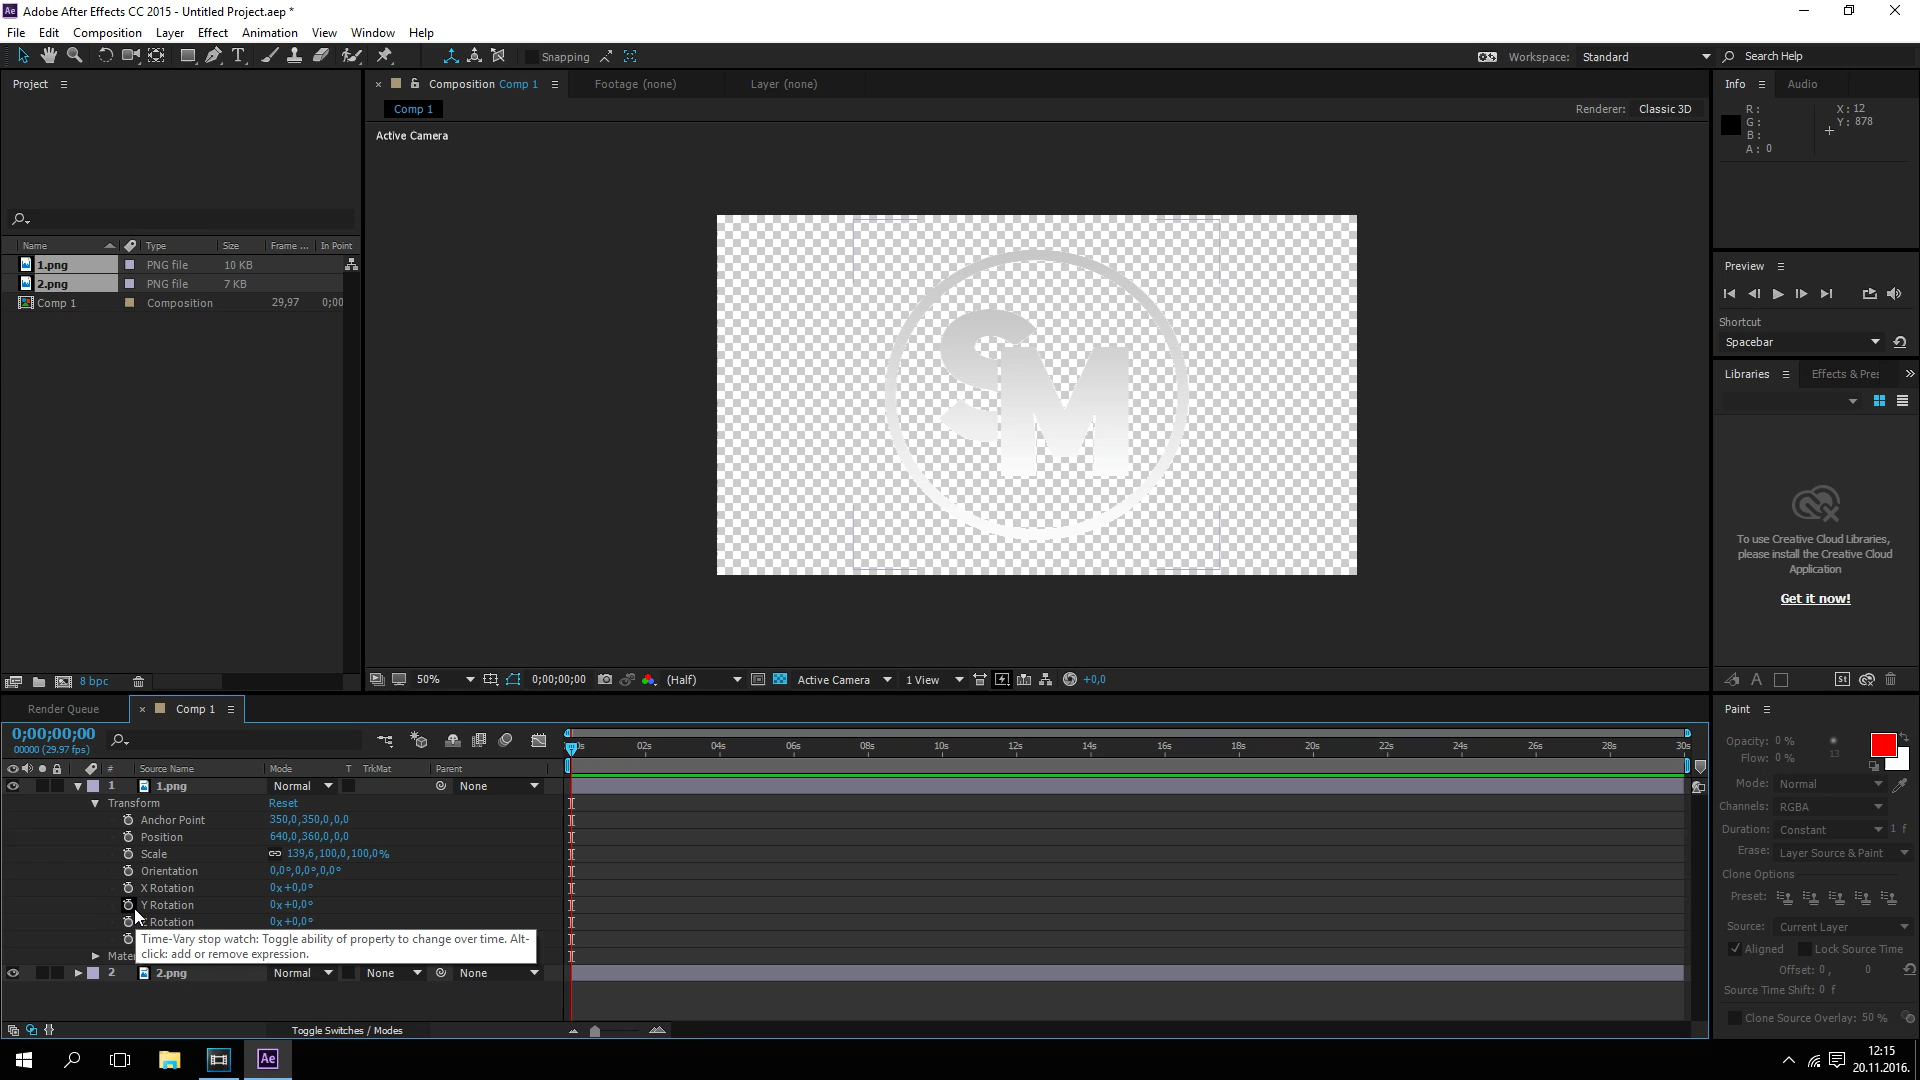 Adobe After Effects CC 2015 - Untitled Project.aep *
File Edit Composition Layer Effect Animation View Window Help
Snapping
Workspace: Standard
Search Help
Project
Composition Comp 1
Footage (none)
Layer (none)
Info
Audio
Comp 1
Renderer: Classic 3D
R:
G:
B:
A: 0
X: 12
Y: 878
Active Camera
Name Type Size Frame ... In Point
1.png PNG file 10 KB
2.png PNG file 7 KB
Comp 1 Composition 29,97 0;00
SM
Preview
Shortcut
Spacebar
Libraries
Effects & Pres
To use Creative Cloud Libraries,
please install the Creative Cloud
Application
Get it now!
8 bpc
50%
0;00;00;00
(Half)
Active Camera
1 View
+0,0
St
Render Queue
Comp 1
0;00;00;00
00000 (29.97 fps)
02s 04s 06s 08s 10s 12s 14s 16s 18s 20s 22s 24s 26s 28s 30s
# Source Name Mode T TrkMat Parent
1 1.png Normal None
Transform Reset
Anchor Point 350,0,350,0,0,0
Position 640,0,360,0,0,0
Scale 139,6,100,0,100,0%
Orientation 0,0°,0,0°,0,0°
X Rotation 0x+0,0°
Y Rotation 0x+0,0°
Rotation 0x+0,0°
Time-Vary stop watch: Toggle ability of property to change over time. Alt-
click: add or remove expression.
Mater
2 2.png Normal None None
Toggle Switches / Modes
Paint
Opacity: 0 %
Flow: 0 %
13
Mode: Normal
Channels: RGBA
Duration: Constant 1 f
Erase: Layer Source & Paint
Clone Options
Preset:
Source: Current Layer
Aligned Lock Source Time
Offset: 0 , 0
Source Time Shift: 0 f
Clone Source Overlay: 50 %
Ae
12:15
20.11.2016.